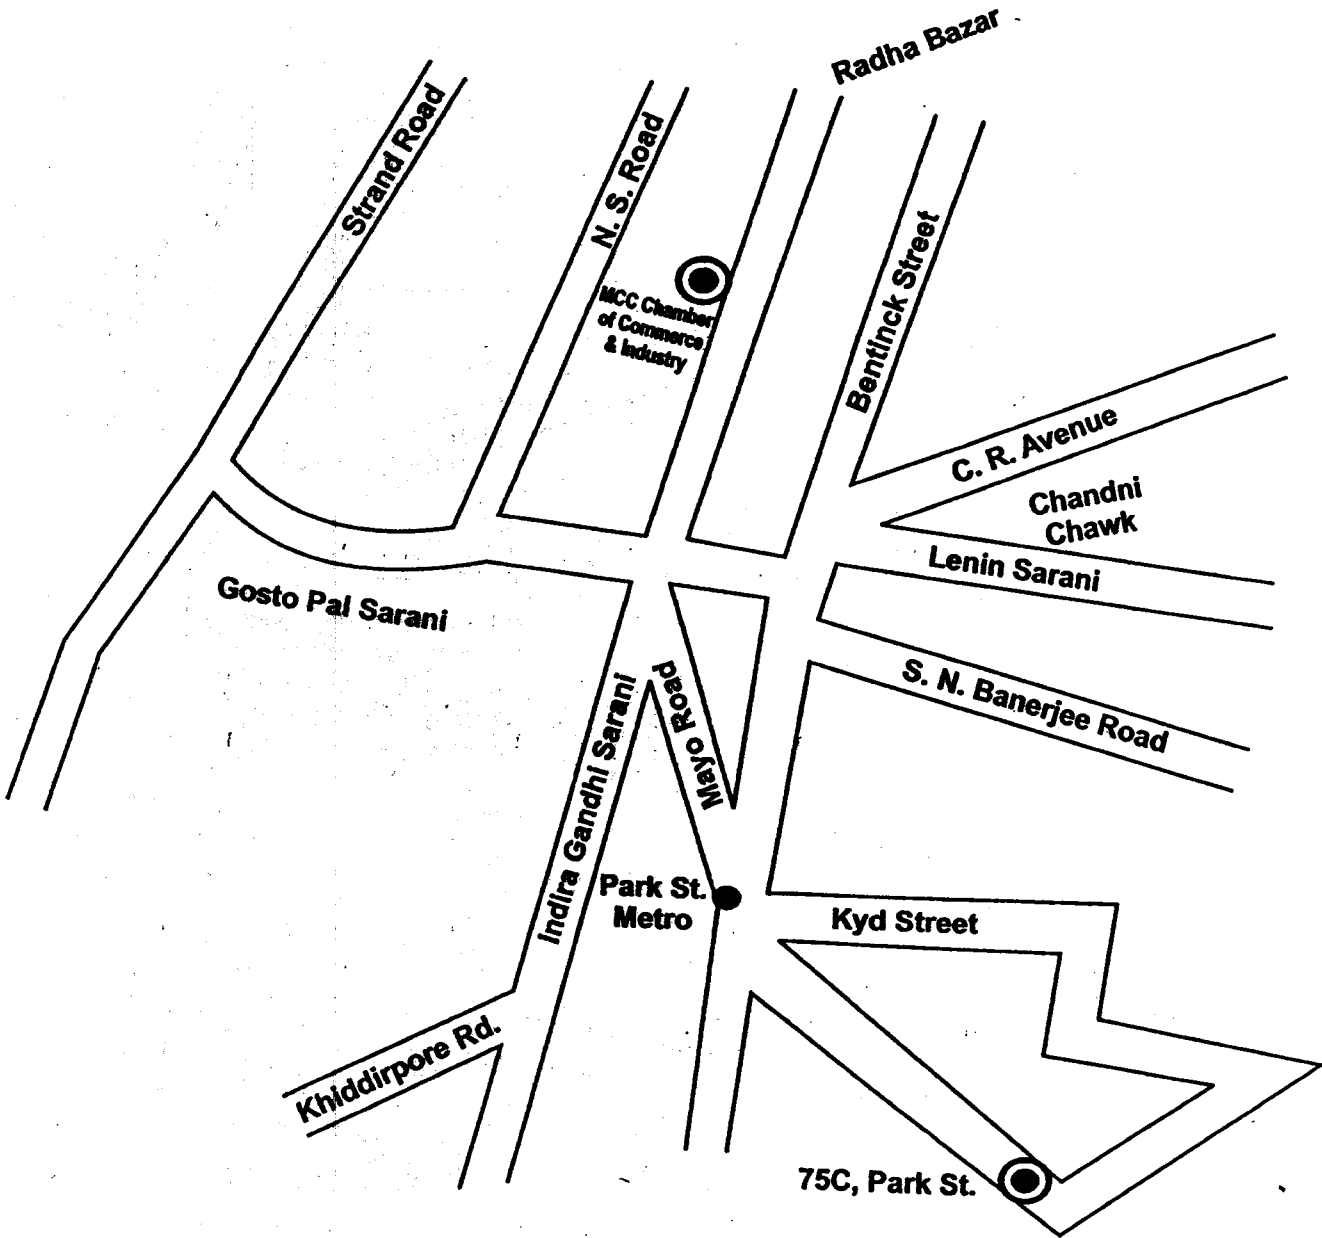 Radha Bazar
Strand Road
N. S. Road
MCC Chamber
of Commerce
& Industry
Bentinck Street
C. R. Avenue
Chandni
Chawk
Lenin Sarani
Gosto Pal Sarani
S. N. Banerjee Road
Mayo Road
Indira Gandhi Sarani
Park St.
Metro
Kyd Street
Khiddirpore Rd.
75C, Park St.